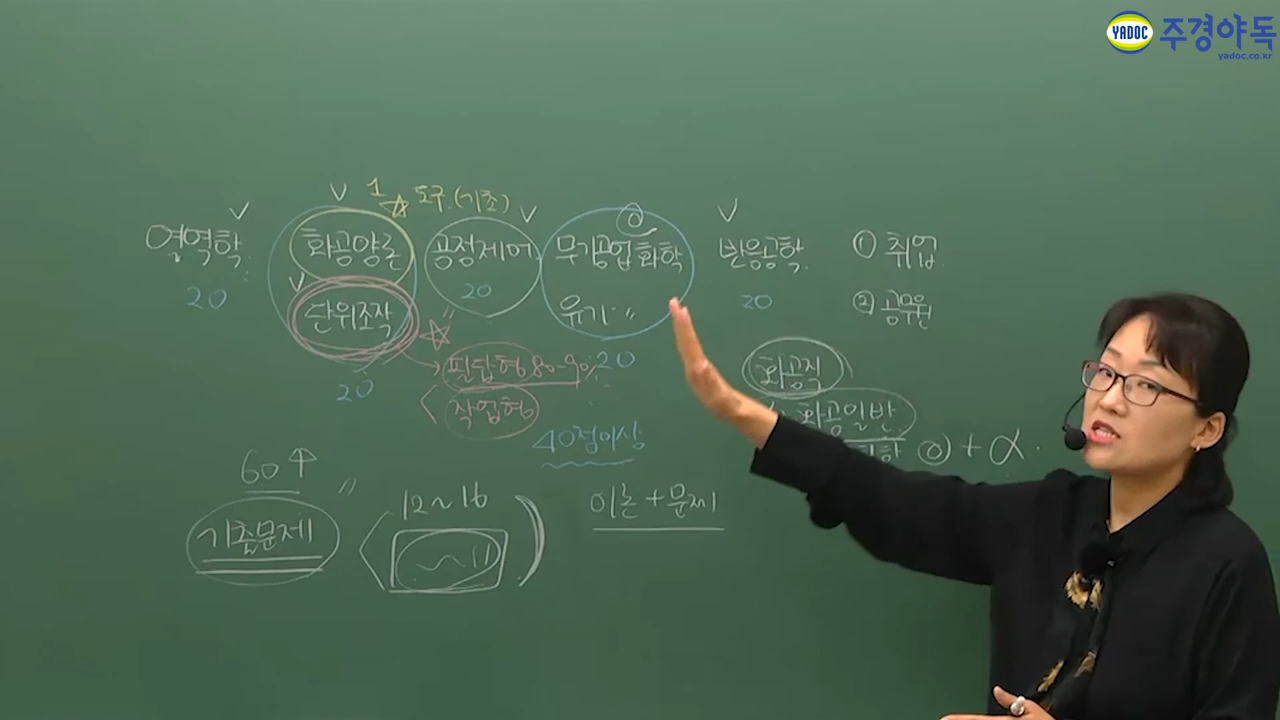 YADOC 주경야독
yadoc.co.kr
1 ☆ 도구.(기초)
열역학 화공양론 공정제어 무기공업화학 반응공학 ① 취업
20 단위조작 20 유기 〃 20 ② 공무원
20 필답형 80~90% 20 화공직
작업형 화공일반
40점이상 + α.
60↑ 12~16 이론+문제
기출문제 ~11